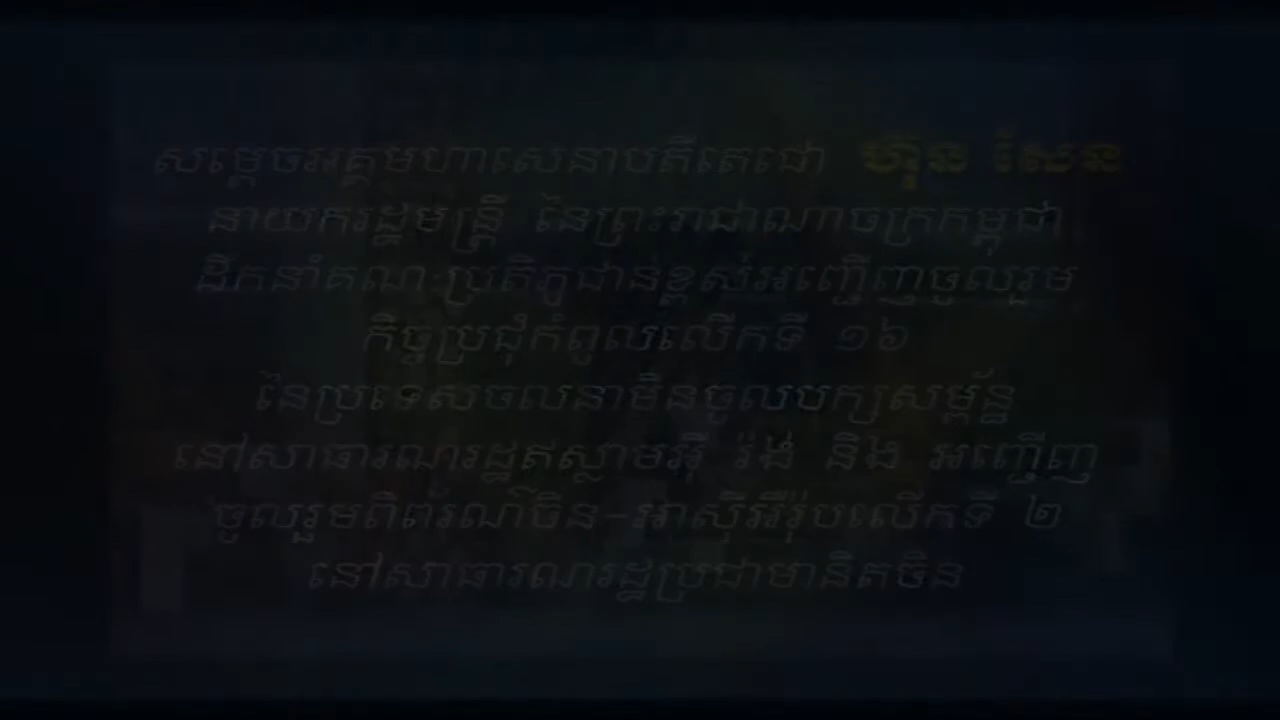 សម្តេចអគ្គមហាសេនាបតីតេជោ ហ៊ុន សែន
នាយករដ្ឋមន្ត្រី នៃព្រះរាជាណាចក្រកម្ពុជា
ដឹកនាំគណៈប្រតិភូជាន់ខ្ពស់អញ្ជើញចូលរួម
កិច្ចប្រជុំកំពូលលើកទី ១៦
នៃប្រទេសចលនាមិនចូលបក្សសម្ព័ន្ធ
នៅសាធារណរដ្ឋឥស្លាមអ៊ី រ៉ង់ និង អញ្ជើញ
ចូលរួមពិព័រណ៍ចិន-អាស៊ីអឺរ៉ុបលើកទី ២
នៅសាធារណរដ្ឋប្រជាមានិតចិន